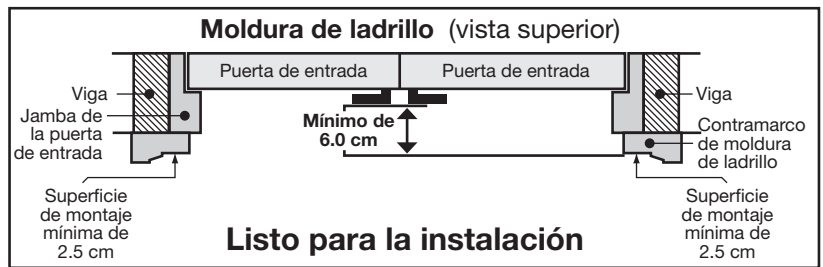 Moldura de ladrillo (vista superior)
Puerta de entrada
Puerta de entrada
Viga
Jamba de
la puerta
de entrada
Mínimo de
6.0 cm
Viga
Contramarco
de moldura
de ladrillo
Superficie
de montaje
mínima de
2.5 cm
Superficie
de montaje
mínima de
2.5 cm
Listo para la instalación